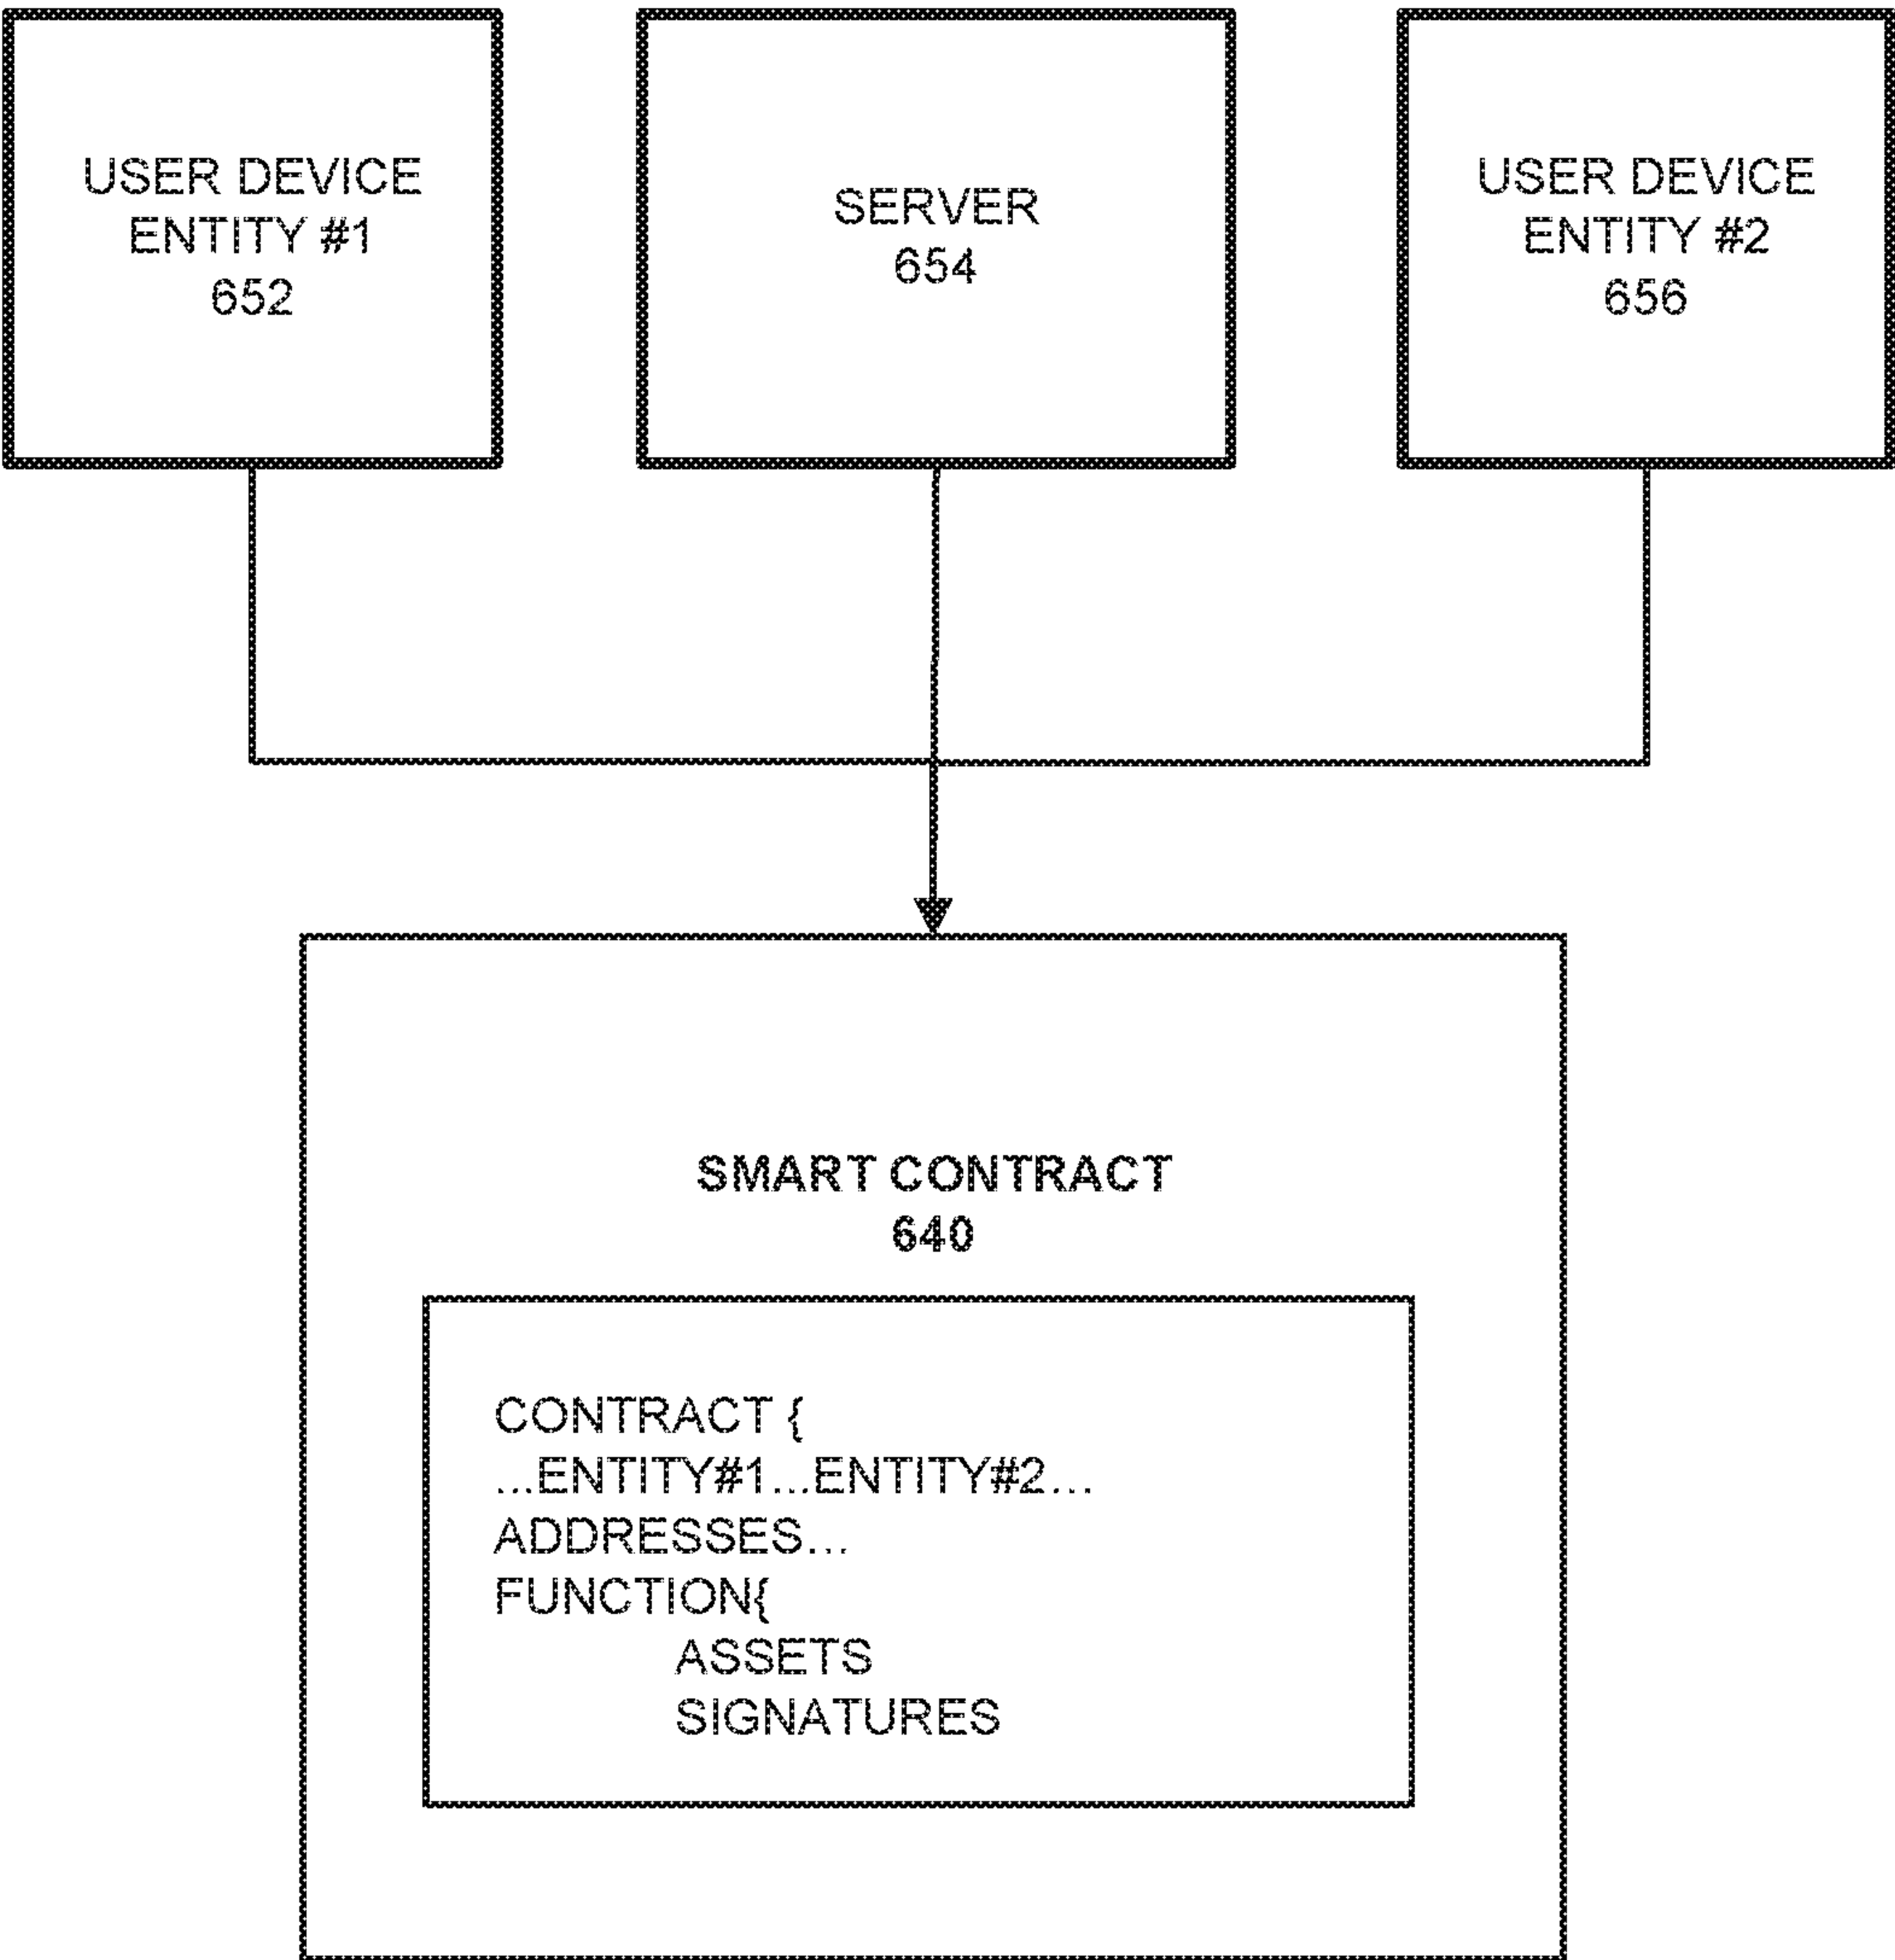 USER DEVICE
ENTITY #1
652
SERVER
654
USER DEVICE
ENTITY #2
656
SMART CONTRACT
640
CONTRACT {
...ENTITY#1...ENTITY#2...
ADDRESSES...
FUNCTION{
ASSETS
SIGNATURES